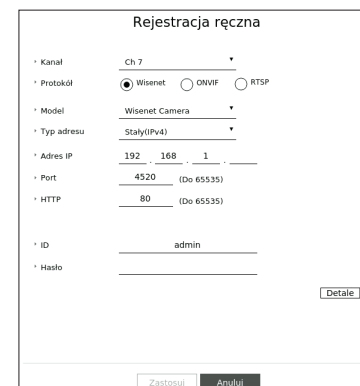 Rejestracja ręczna
Kanał Ch 7
Protokół Wisenet ONVIF RTSP
Model Wisenet Camera
Typ adresu Stały(IPv4)
Adres IP 192 . 168 . 1 .
Port 4520 (Do 65535)
HTTP 80 (Do 65535)
ID admin
Hasło
Detale
Zastosuj Anuluj